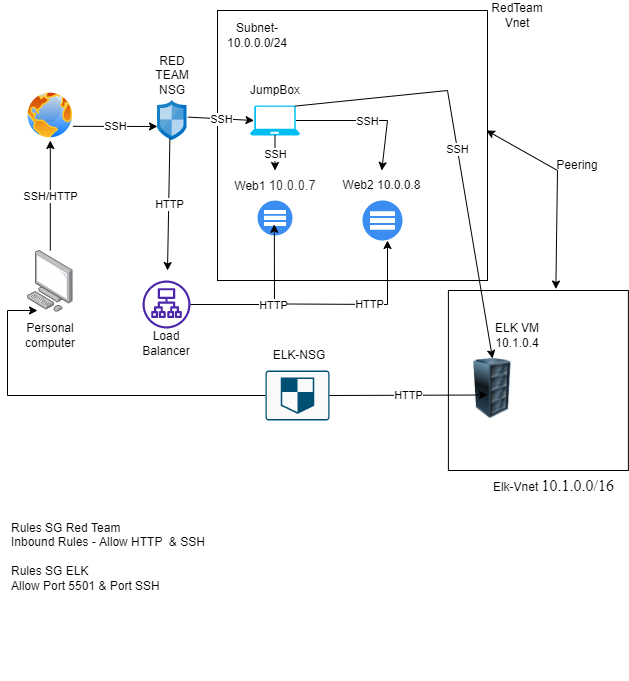 RedTeam
Vnet
Subnet-
10.0.0.0/24
RED
TEAM
NSG
JumpBox
SSH
SSH
SSH
SSH
SSH
Peering
Web1 10.0.0.7
Web2 10.0.0.8
SSH/HTTP
HTTP
HTTP
HTTP
Personal
computer
Load
Balancer
ELK VM
10.1.0.4
ELK-NSG
HTTP
Elk-Vnet 10.1.0.0/16
Rules SG Red Team
Inbound Rules - Allow HTTP  & SSH
Rules SG ELK
Allow Port 5501 & Port SSH